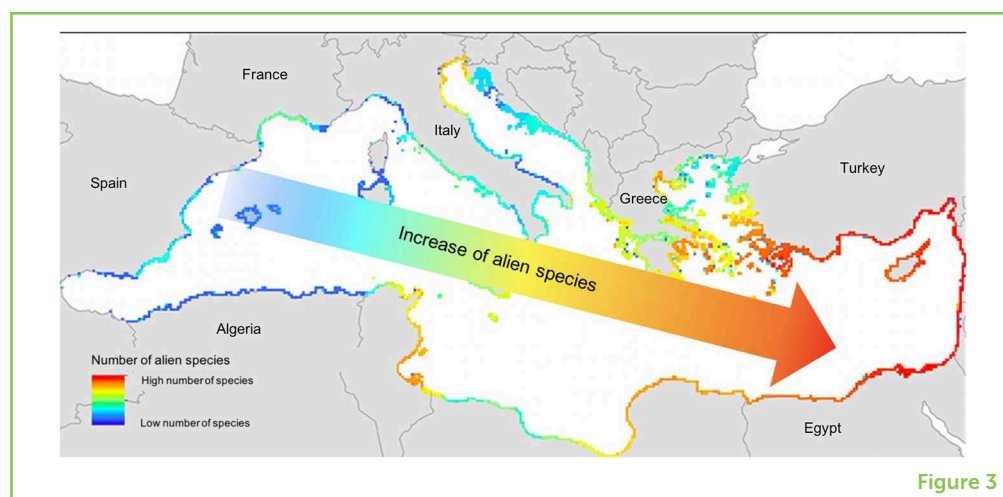 France
Italy
Spain
Greece
Turkey
Increase of alien species
Algeria
Number of alien species
High number of species
Low number of species
Egypt
Figure 3